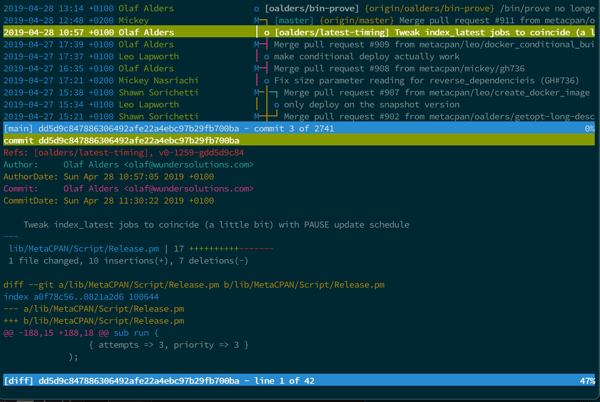 2019-04-28 13:14 +0100 Olaf Alders o [oalders/bin-prove] {origin/oalders/bin-prove} /bin/prove no longe
2019-04-28 12:48 +0200 Mickey M─┐ [master] {origin/master} Merge pull request #911 from metacpan/o
2019-04-28 10:57 +0100 Olaf Alders │ o [oalders/latest-timing] Tweak index_latest jobs to coincide (a l
2019-04-27 17:39 +0100 Olaf Alders M─┤ Merge pull request #909 from metacpan/leo/docker_conditional_bui
2019-04-27 17:37 +0100 Leo Lapworth │ o make conditional deploy actually work
2019-04-27 16:35 +0100 Olaf Alders M─┤ Merge pull request #908 from metacpan/mickey/gh736
2019-04-27 17:21 +0200 Mickey Nasriachi │ o Fix size parameter reading for reverse_dependencieis (GH#736)
2019-04-27 15:38 +0100 Shawn Sorichetti M─┼─┐ Merge pull request #907 from metacpan/leo/create_docker_image
2019-04-27 15:34 +0100 Leo Lapworth │ │ o only deploy on the snapshot version
2019-04-27 15:21 +0100 Shawn Sorichetti M─┼─┤ Merge pull request #902 from metacpan/oalders/getopt-long-desc
[main] dd5d9c847886306492afe22a4ebc97b29fb700ba - commit 3 of 2741 0%
commit dd5d9c847886306492afe22a4ebc97b29fb700ba
Refs: [oalders/latest-timing], v0-1259-gdd5d9c84
Author: Olaf Alders <olaf@wundersolutions.com>
AuthorDate: Sun Apr 28 10:57:05 2019 +0100
Commit: Olaf Alders <olaf@wundersolutions.com>
CommitDate: Sun Apr 28 11:30:22 2019 +0100
Tweak index_latest jobs to coincide (a little bit) with PAUSE update schedule
---
lib/MetaCPAN/Script/Release.pm | 17 ++++++++++-------
1 file changed, 10 insertions(+), 7 deletions(-)
diff --git a/lib/MetaCPAN/Script/Release.pm b/lib/MetaCPAN/Script/Release.pm
index a0f78c56..0821a2d6 100644
--- a/lib/MetaCPAN/Script/Release.pm
+++ b/lib/MetaCPAN/Script/Release.pm
@@ -188,15 +188,18 @@ sub run {
{ attempts => 3, priority => 3 }
);
[diff] dd5d9c847886306492afe22a4ebc97b29fb700ba - line 1 of 42 47%